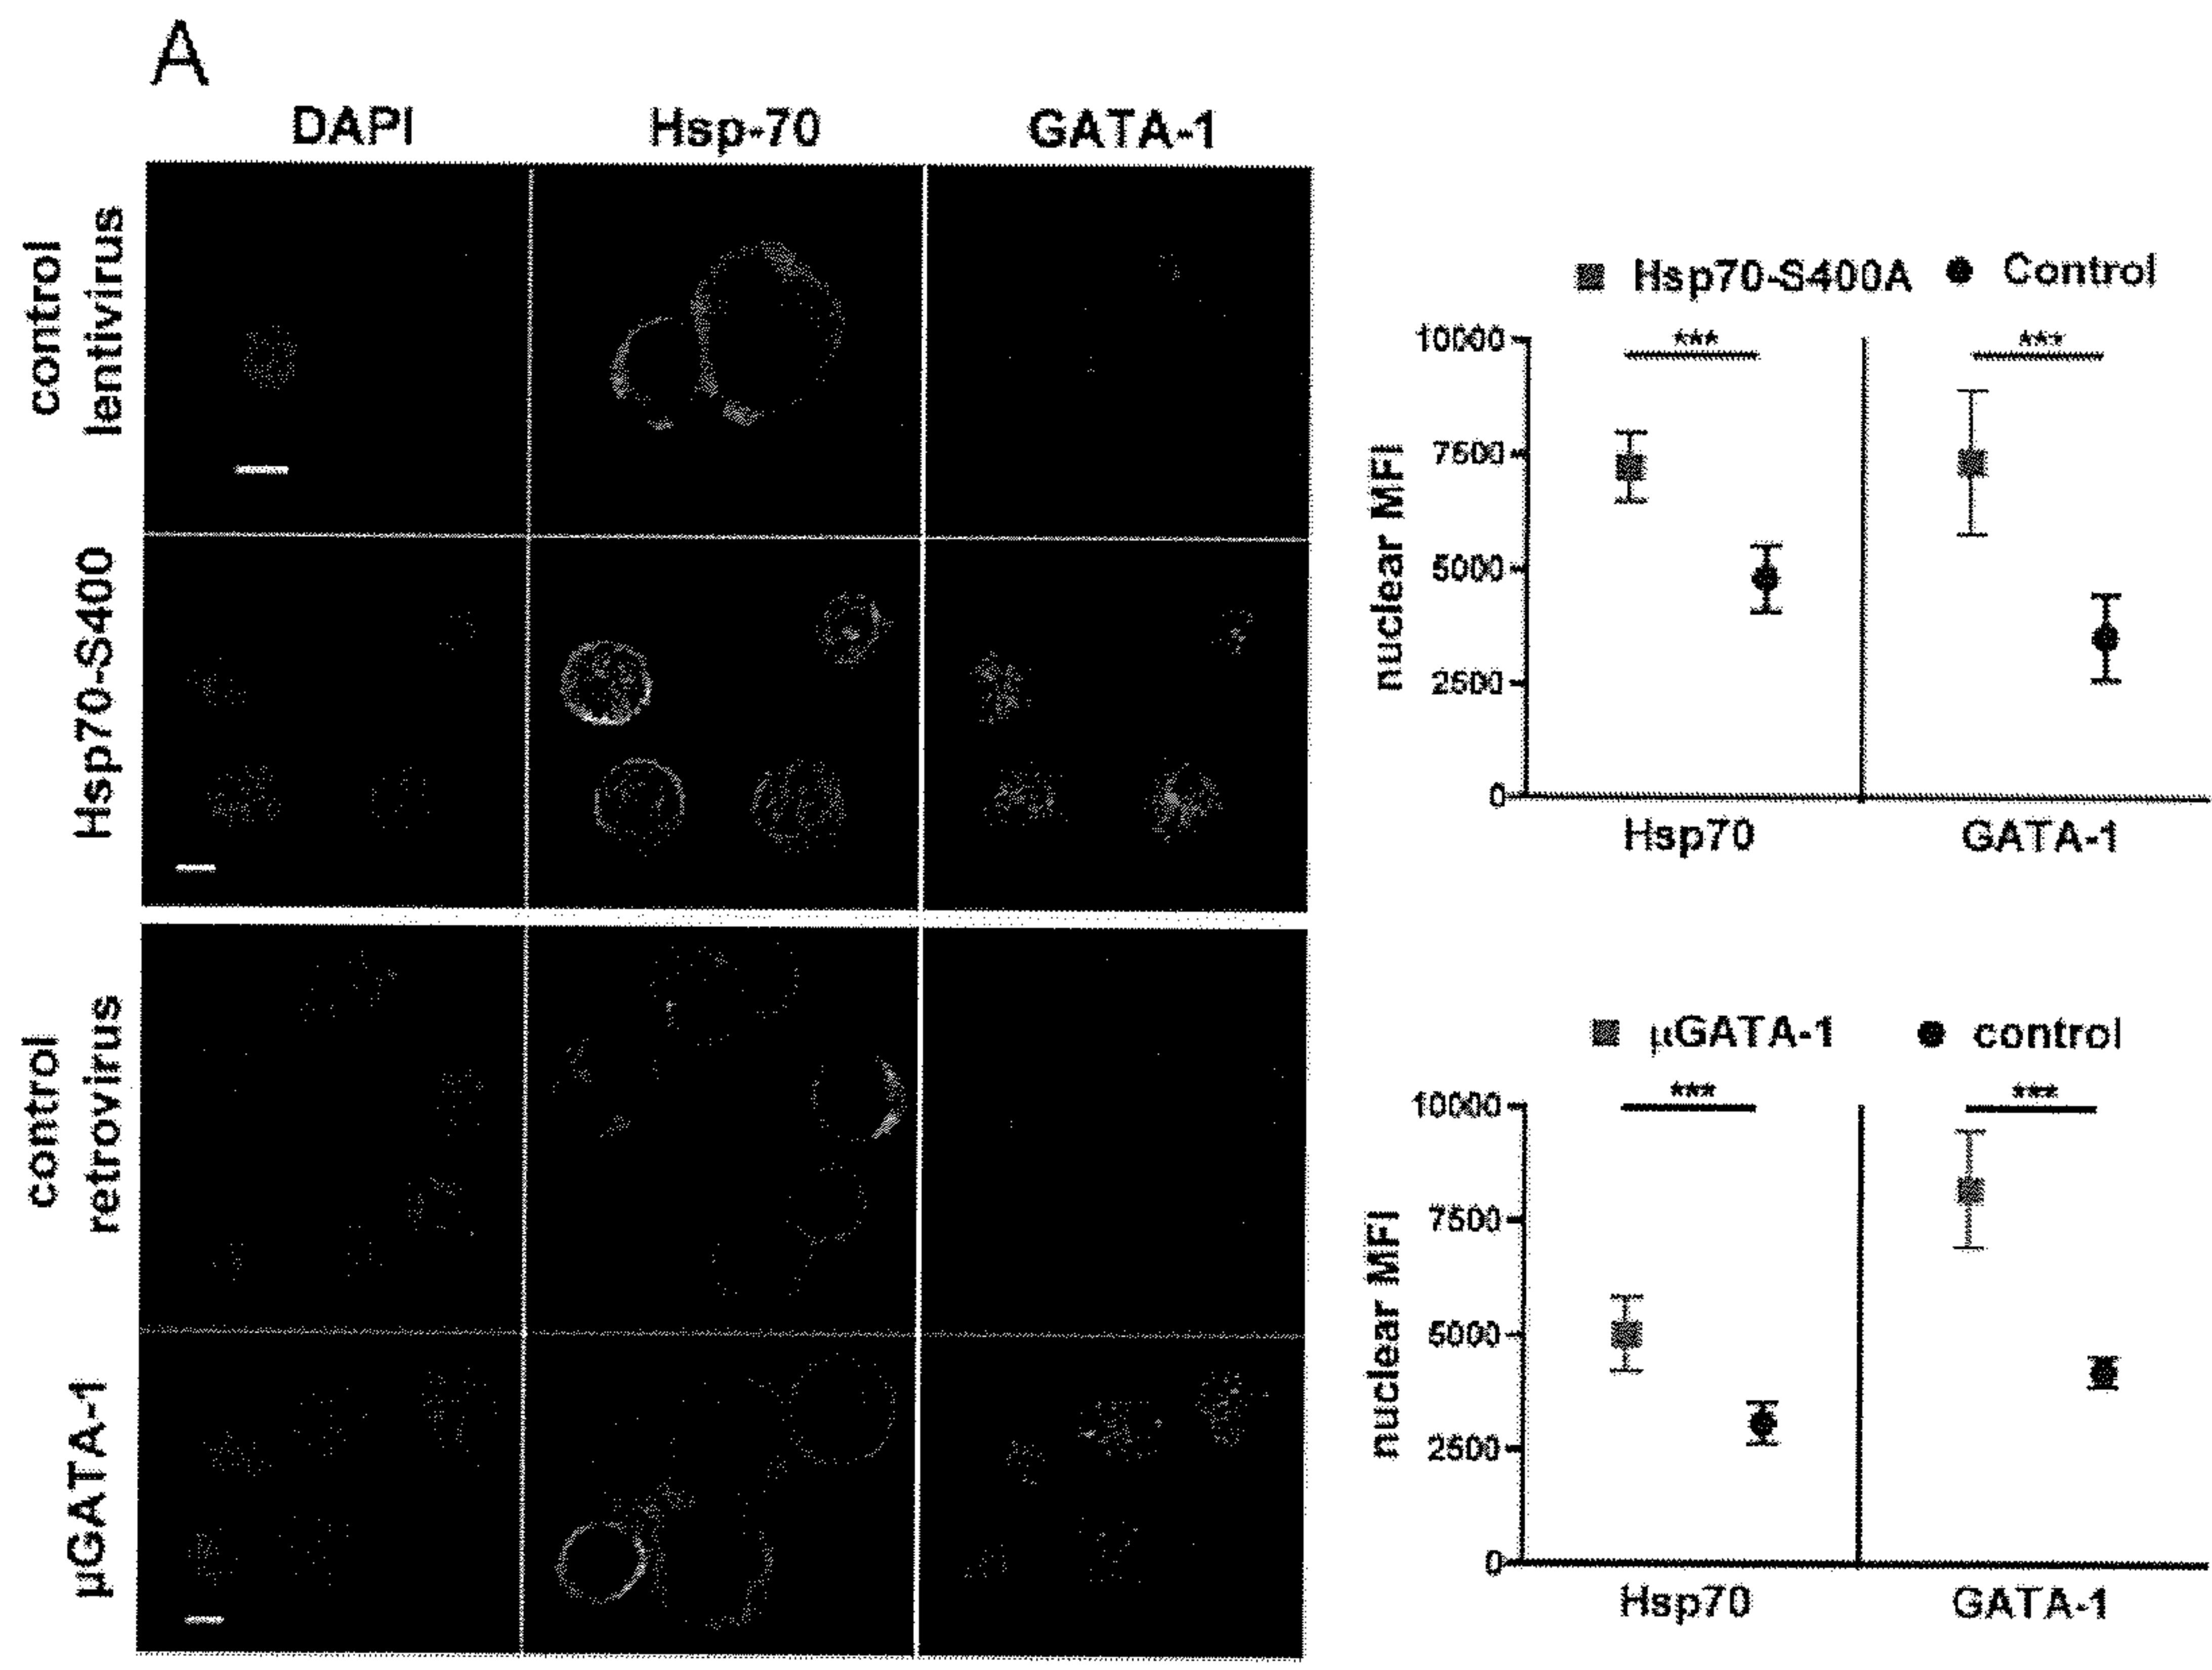 A
DAPI Hsp-70 GATA-1
control
lentivirus
Hsp70-S400
control
retrovirus
µGATA-1
Hsp70-S400A Control
*** ***
nuclear MFI
10000
7500
5000
2500
0
Hsp70 GATA-1
µGATA-1 control
*** ***
nuclear MFI
10000
7500
5000
2500
0
Hsp70 GATA-1